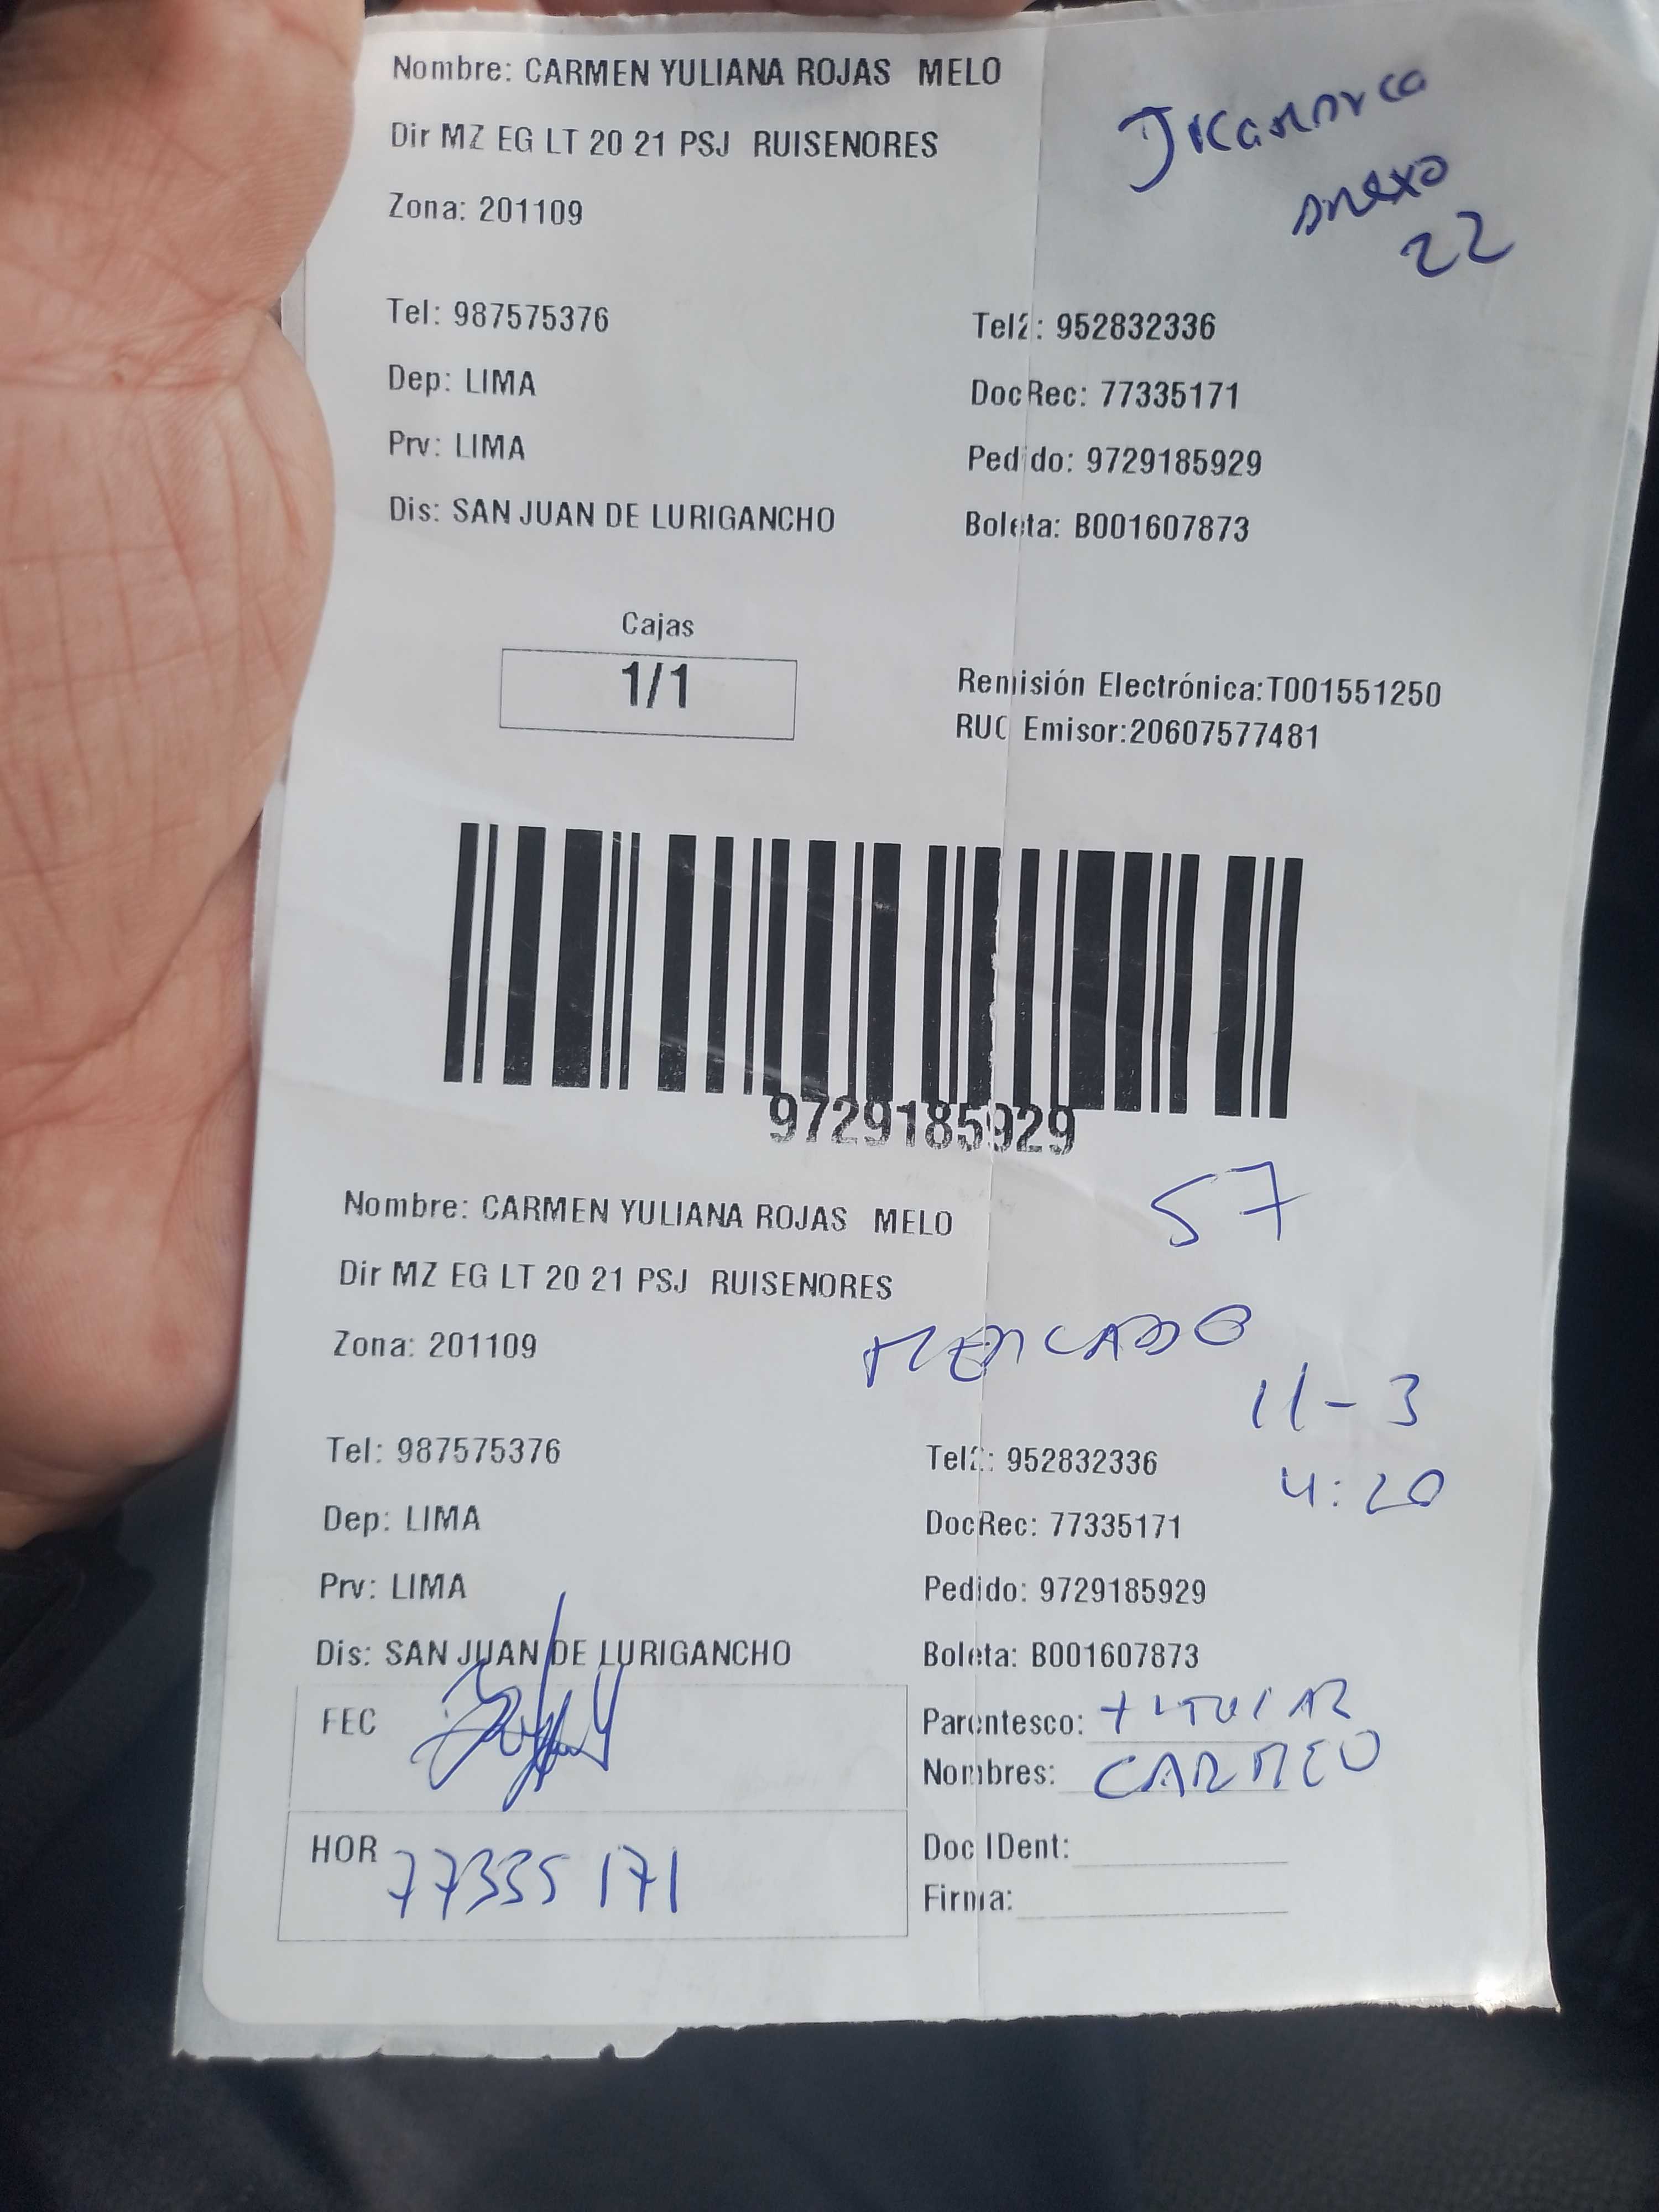 Nombre: CARMEN YULIANA ROJAS MELO
Dir MZ EG LT 20 21 PSJ RUISENORES
Zona: 201109
Jicamarca
anexo
22
Tel: 987575376
Tel2: 952832336
Dep: LIMA
DocRec: 77335171
Prv: LIMA
Pedido: 9729185929
Dis: SAN JUAN DE LURIGANCHO
Boleta: B001607873
Cajas
1/1
Remisión Electrónica:T001551250
RUC Emisor:20607577481
9729185929
57
Nombre: CARMEN YULIANA ROJAS MELO
Dir MZ EG LT 20 21 PSJ RUISENORES
Zona: 201109
MERCADO
11-3
4:20
Tel: 987575376
Tel2: 952832336
Dep: LIMA
DocRec: 77335171
Prv: LIMA
Pedido: 9729185929
Dis: SAN JUAN DE LURIGANCHO
Boleta: B001607873
FEC
Parentesco: TITULAR
Nombres: CARMEN
HOR 77335171
Doc IDent:
Firma: